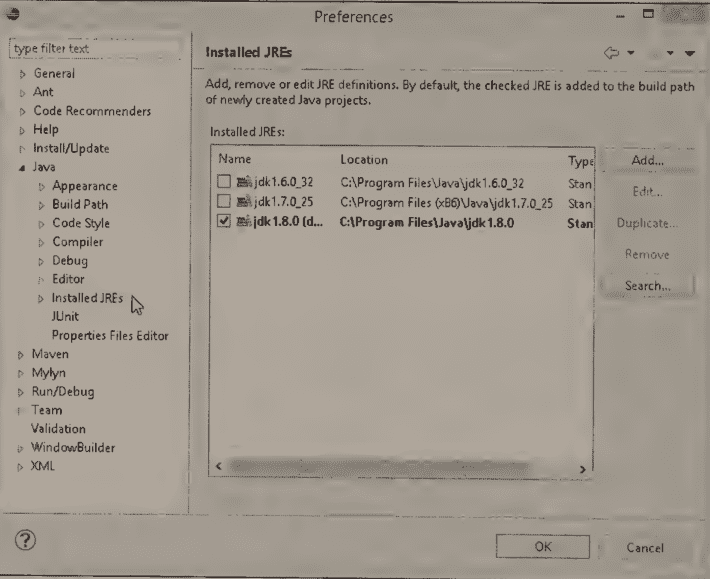 Preferences
type filter text
Installed JREs
General
Ant
Code Recommenders
Help
Install/Update
Java
Appearance
Build Path
Code Style
Compiler
Debug
Editor
Installed JREs
JUnit
Properties Files Editor
Maven
Mylyn
Run/Debug
Team
Validation
WindowBuilder
XML
Add, remove or edit JRE definitions. By default, the checked JRE is added to the build path
of newly created Java projects.
Installed JREs:
Name Location Type
jdk1.6.0_32 C:\Program Files\Java\jdk1.6.0_32 Stan
jdk1.7.0_25 C:\Program Files (x86)\Java\jdk1.7.0_25 Stan
jdk1.8.0 (d... C:\Program Files\Java\jdk1.8.0 Stan
Add...
Edit...
Duplicate...
Remove
Search...
?
OK Cancel